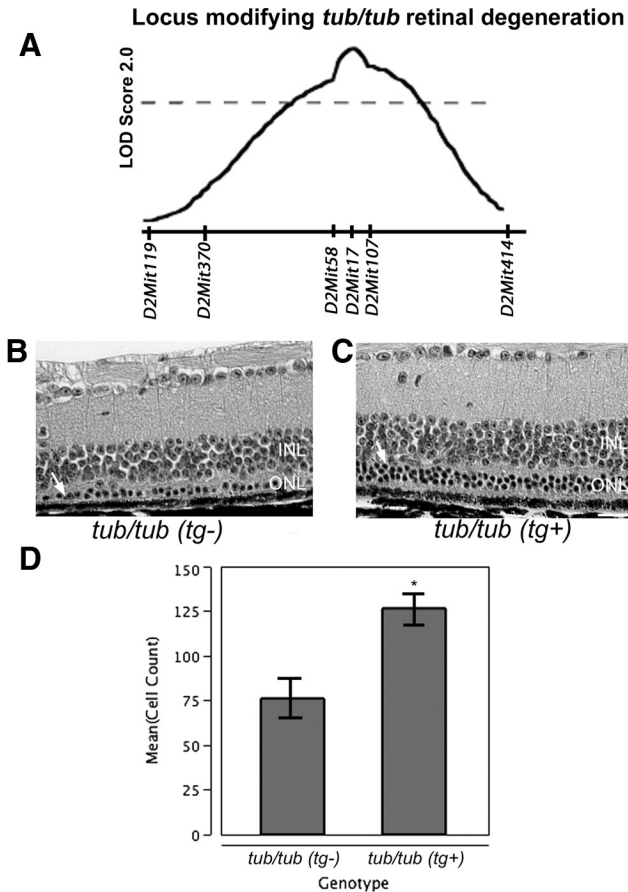 Locus modifying tub/tub retinal degeneration
A
LOD Score 2.0
D2Mit119
D2Mit370
D2Mit58
D2Mit17
D2Mit107
D2Mit414
B
INL
ONL
tub/tub (tg-)
C
INL
ONL
tub/tub (tg+)
D
Mean(Cell Count)
150
125
100
75
50
25
0
*
tub/tub (tg-)
tub/tub (tg+)
Genotype